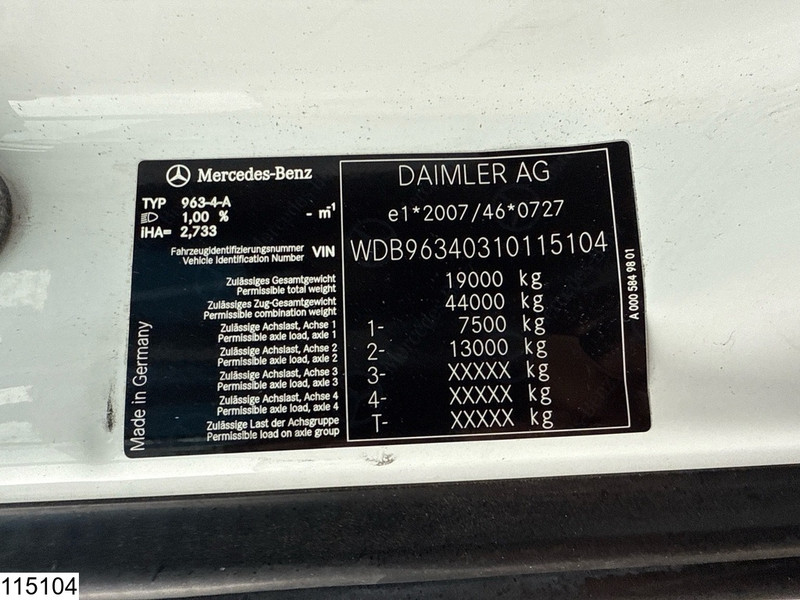 Mercedes-Benz
DAIMLER AG
TYP 963-4-A
1,00 % - m⁻¹
iHA= 2,733
e1*2007/46*0727
Fahrzeugidentifizierungsnummer
Vehicle Identification Number VIN
WDB96340310115104
Zulässiges Gesamtgewicht
Permissible total weight
19000 kg
Zulässiges Zug-Gesamtgewicht
Permissible combination weight
44000 kg
Zulässige Achslast, Achse 1
Permissible axle load, axle 1
1- 7500 kg
Zulässige Achslast, Achse 2
Permissible axle load, axle 2
2- 13000 kg
Zulässige Achslast, Achse 3
Permissible axle load, axle 3
3- XXXXX kg
Zulässige Achslast, Achse 4
Permissible axle load, axle 4
4- XXXXX kg
Zulässige Last der Achsgruppe
Permissible load on axle group
T- XXXXX kg
Made in Germany
A 000 584 98 01
115104